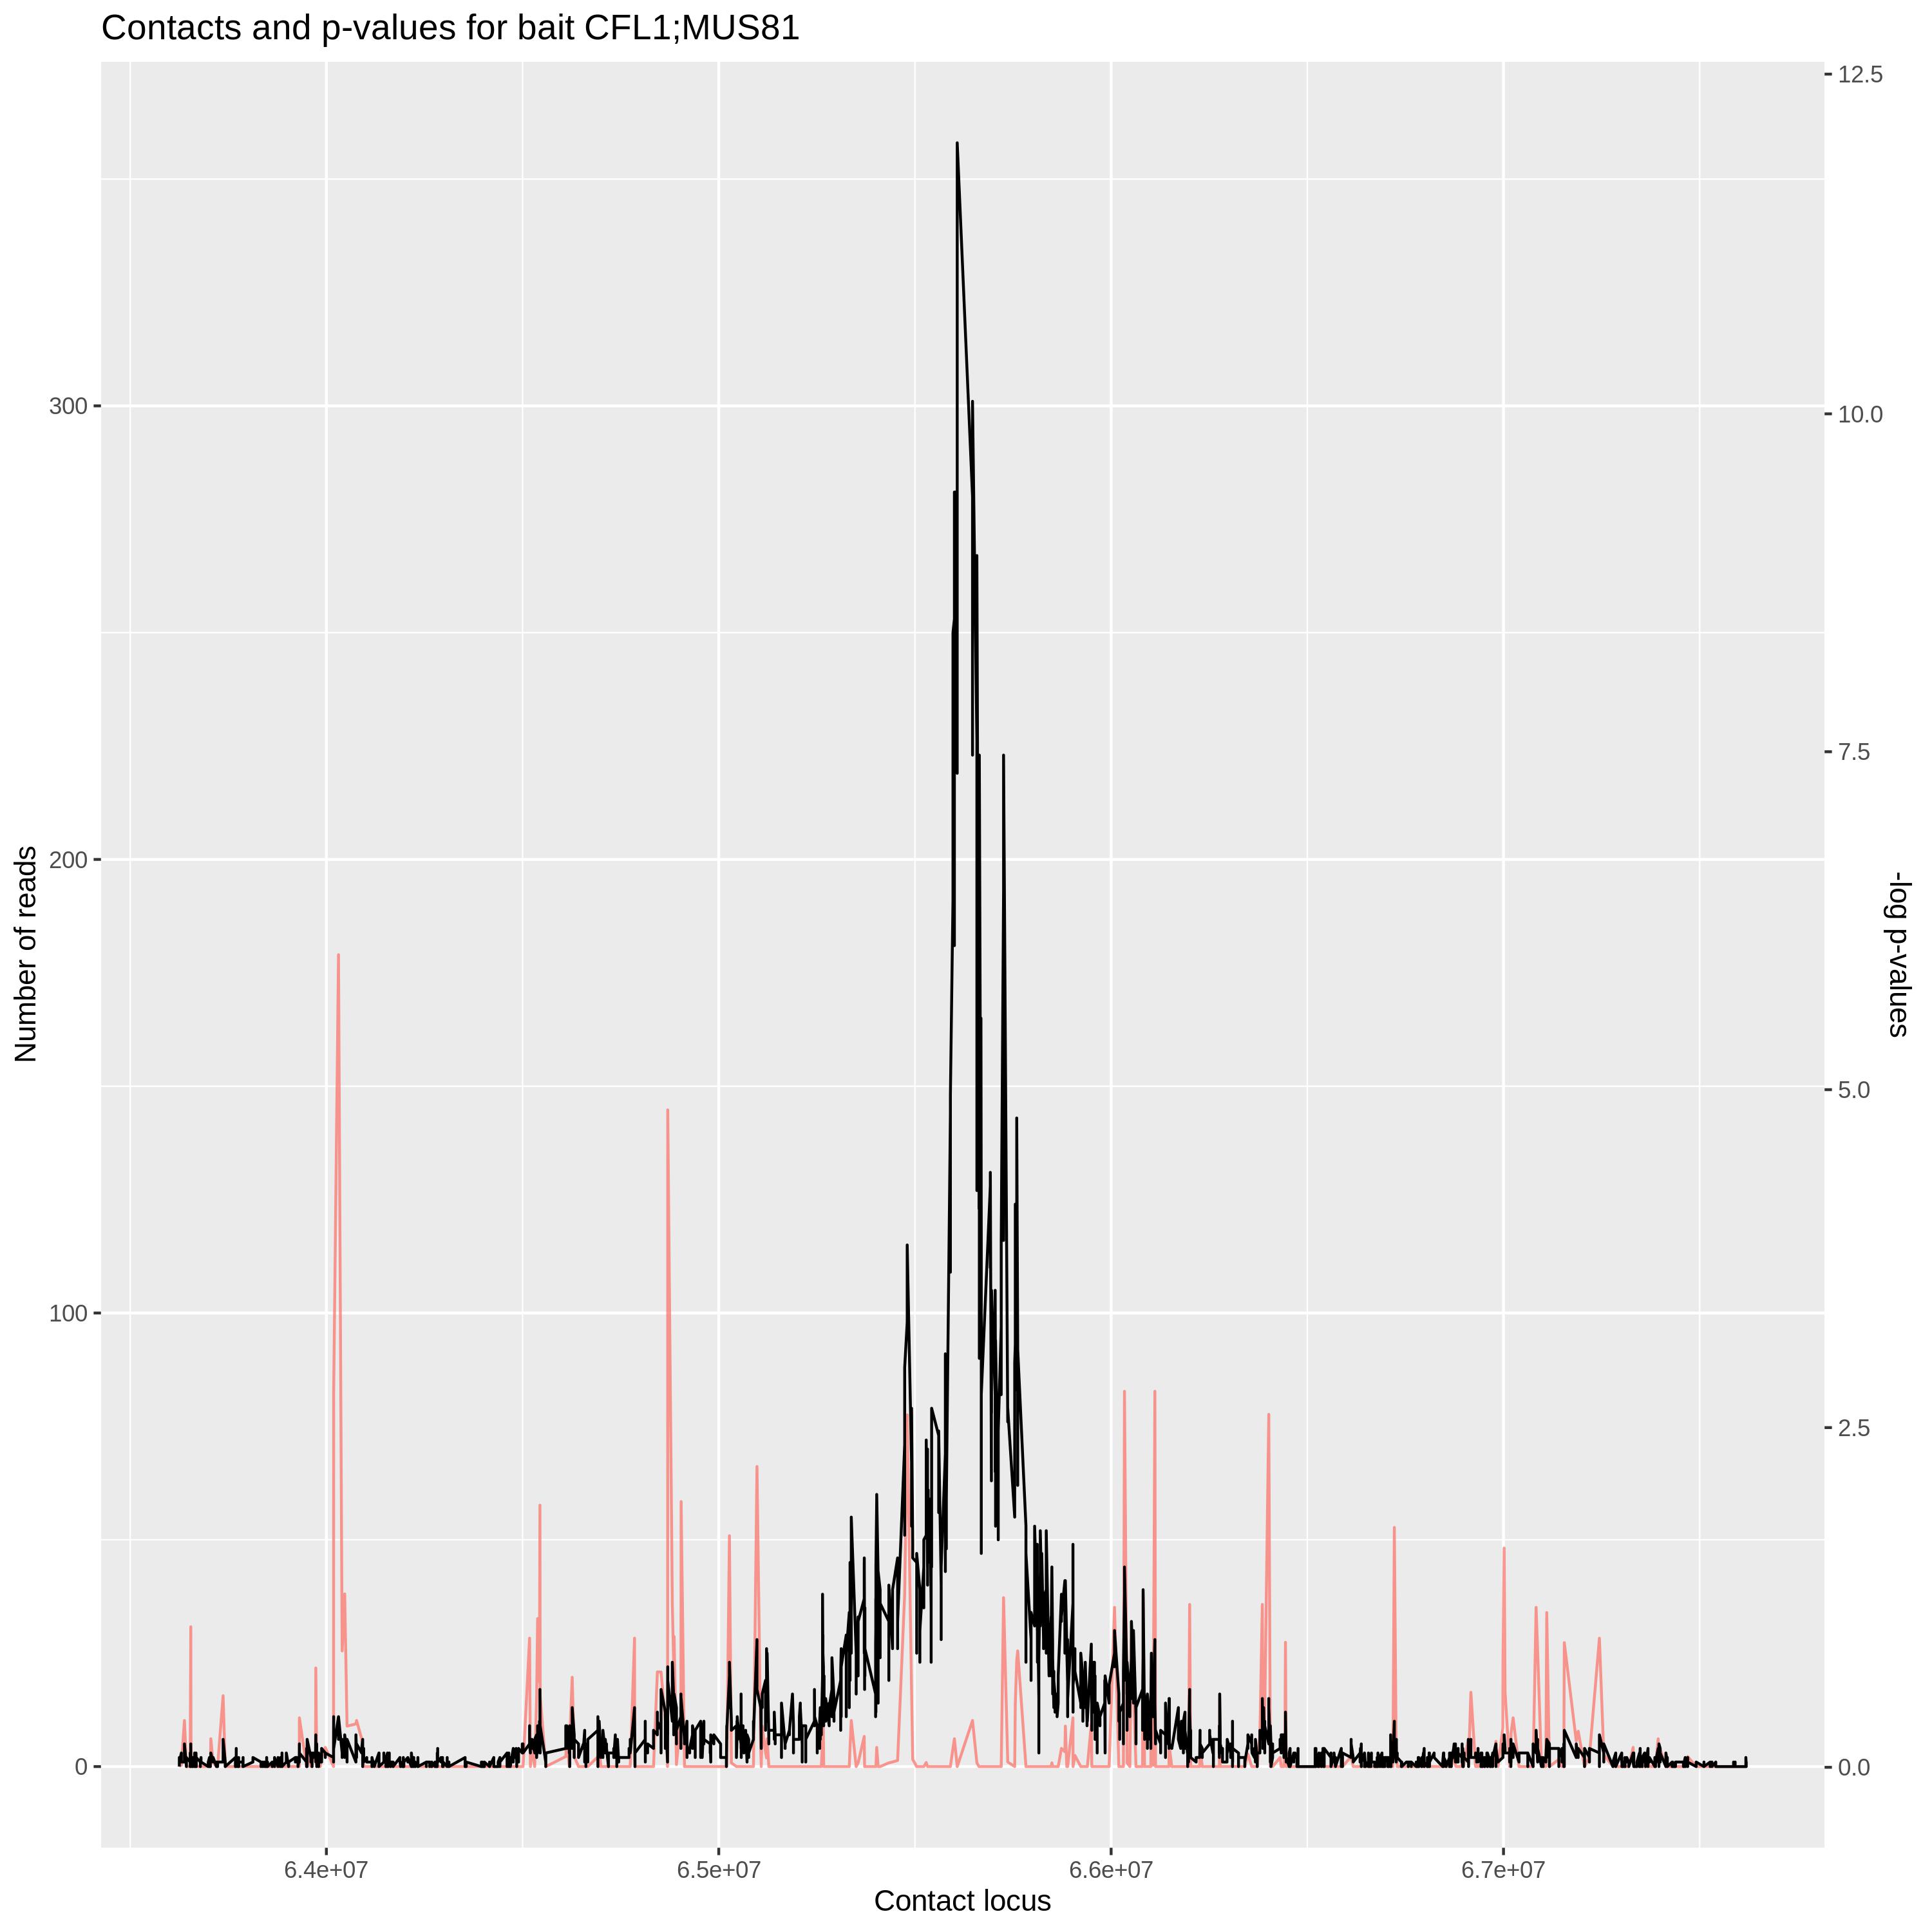 Contacts and p-values for bait CFL1;MUS81
12.5
10.0
7.5
5.0
2.5
0.0
300
200
100
0
Number of reads
-log p-values
6.4e+07
6.5e+07
6.6e+07
6.7e+07
Contact locus